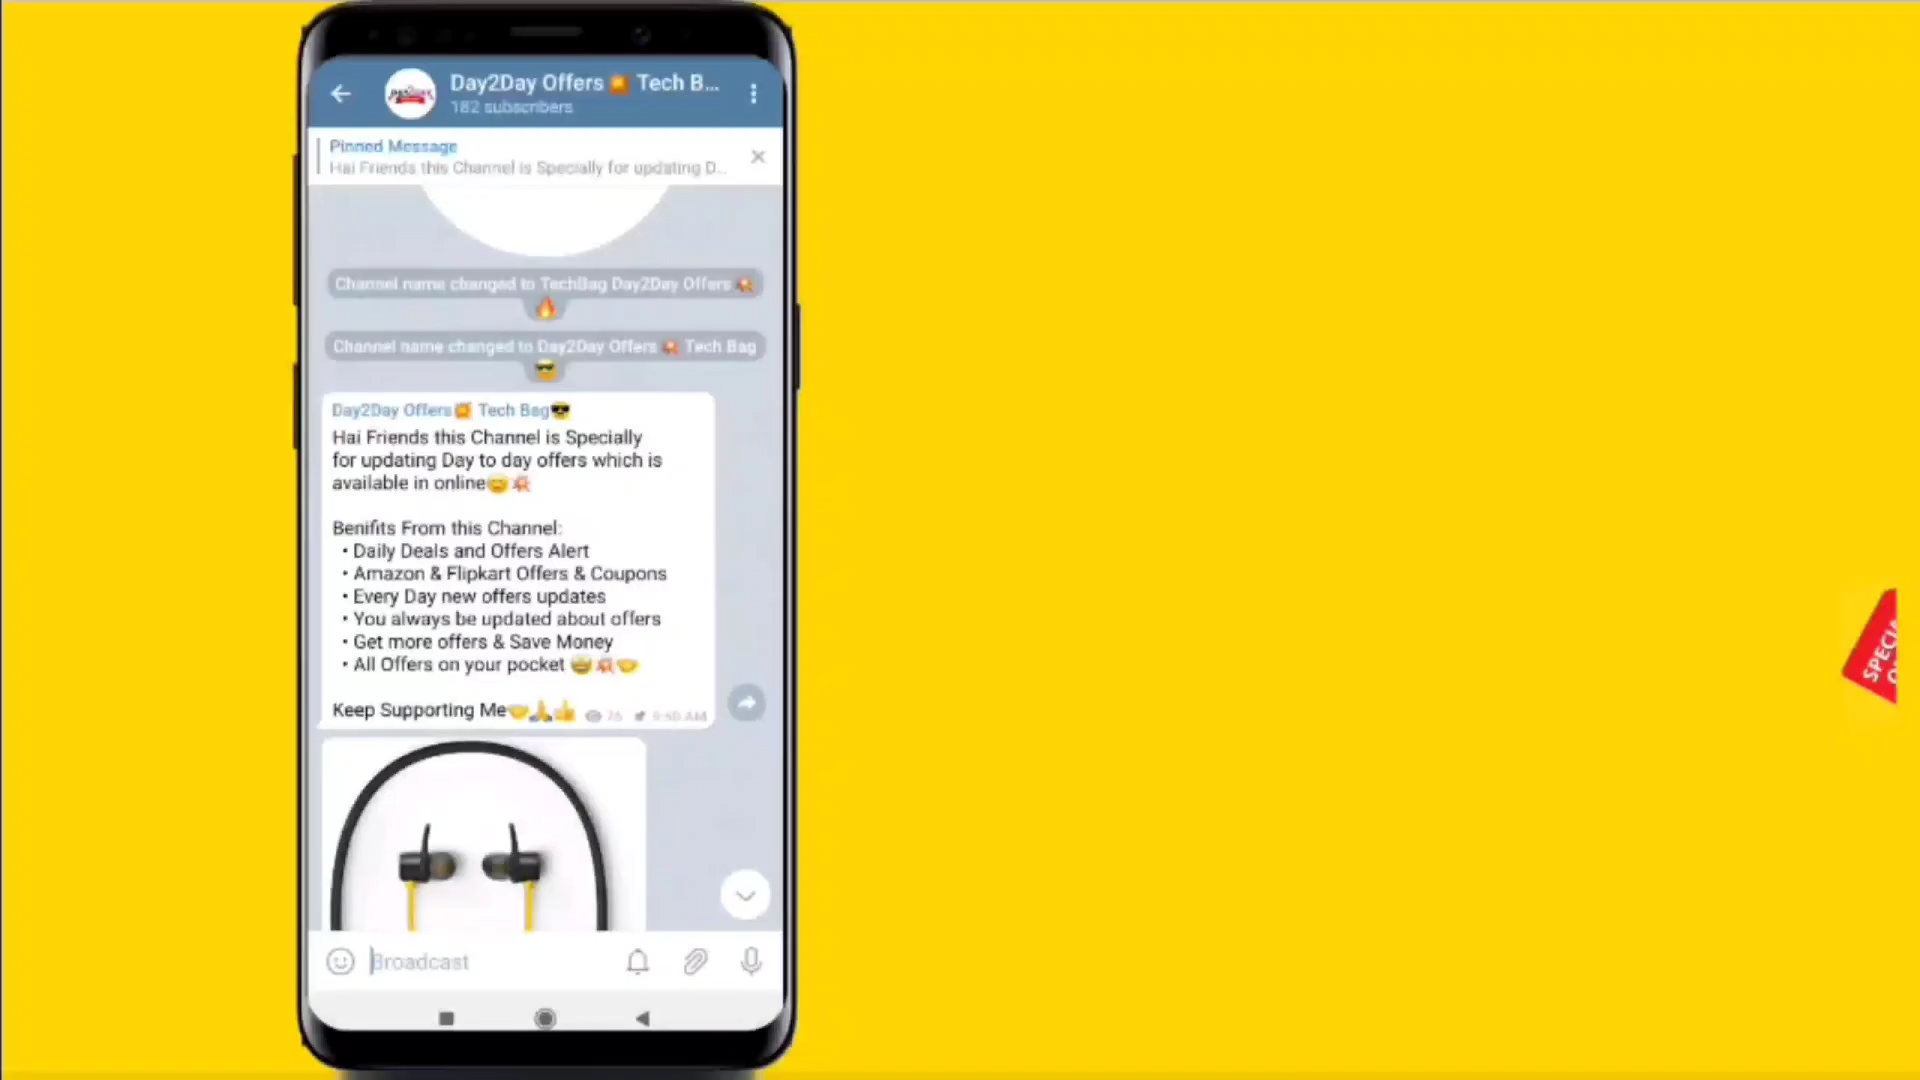 Day2Day Offers💥 Tech B...
182 subscribers
Pinned Message
Hai Friends this Channel is Specially for updating D...
Channel name changed to TechBag Day2Day Offers 💥
🔥
Channel name changed to Day2Day Offers 💥 Tech Bag
😎
Day2Day Offers💥 Tech Bag😎
Hai Friends this Channel is Specially
for updating Day to day offers which is
available in online😇💥
Benifits From this Channel:
• Daily Deals and Offers Alert
• Amazon & Flipkart Offers & Coupons
• Every Day new offers updates
• You always be updated about offers
• Get more offers & Save Money
• All Offers on your pocket 🤩💥🤝
Keep Supporting Me🤝🙏👍 76 9:50 AM
Broadcast